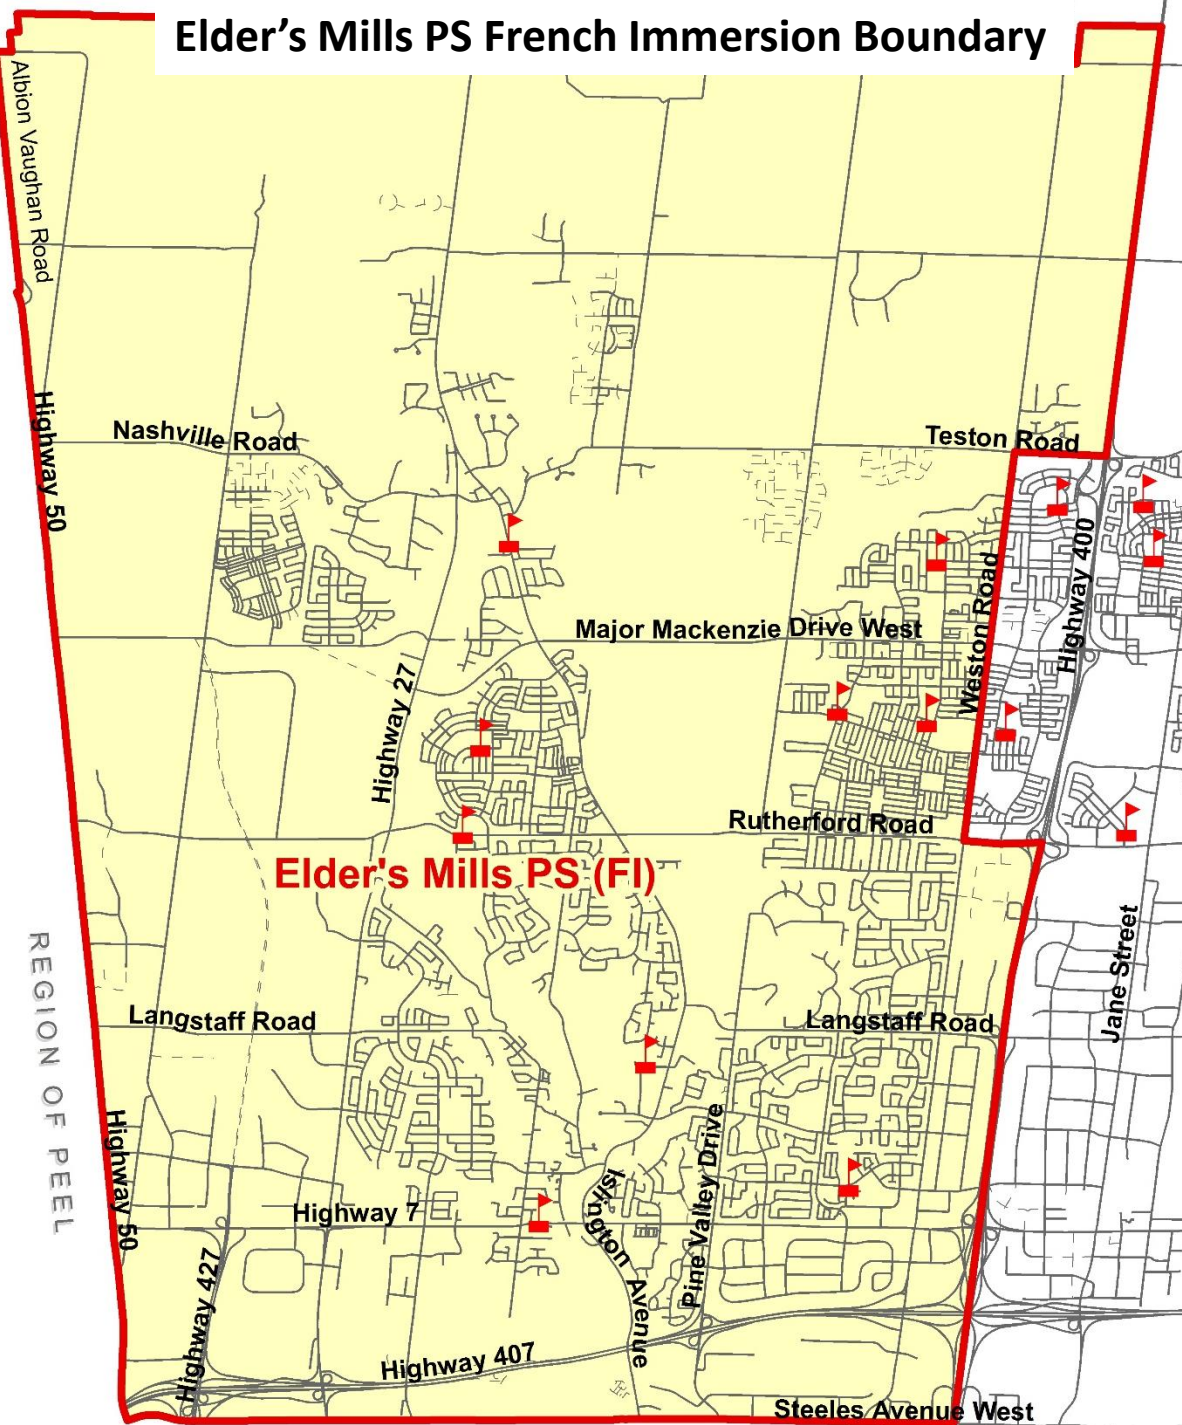 Elder’s Mills PS French Immersion Boundary
Albion Vaughan Road
Highway 50
Nashville Road
Teston Road
Highway 400
Weston Road
Major Mackenzie Drive West
Highway 27
Rutherford Road
Elder's Mills PS (FI)
Jane Street
REGION OF PEEL
Langstaff Road
Langstaff Road
Highway 50
Pine Valley Drive
Islington Avenue
Highway 7
Highway 427
Highway 407
Steeles Avenue West